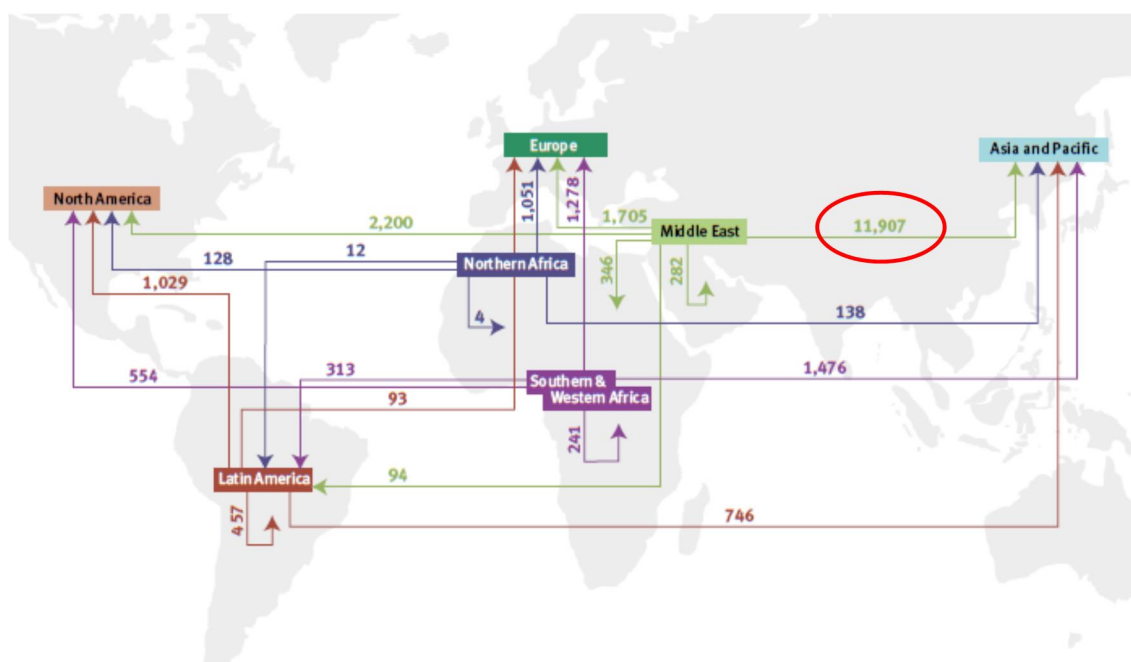 Europe
Asia and Pacific
North America
1,051
1,278
2,200
1,705
Middle East
11,907
12
128
Northern Africa
346
282
1,029
4
138
313
554
1,476
Southern &
Western Africa
93
241
Latin America
94
457
746